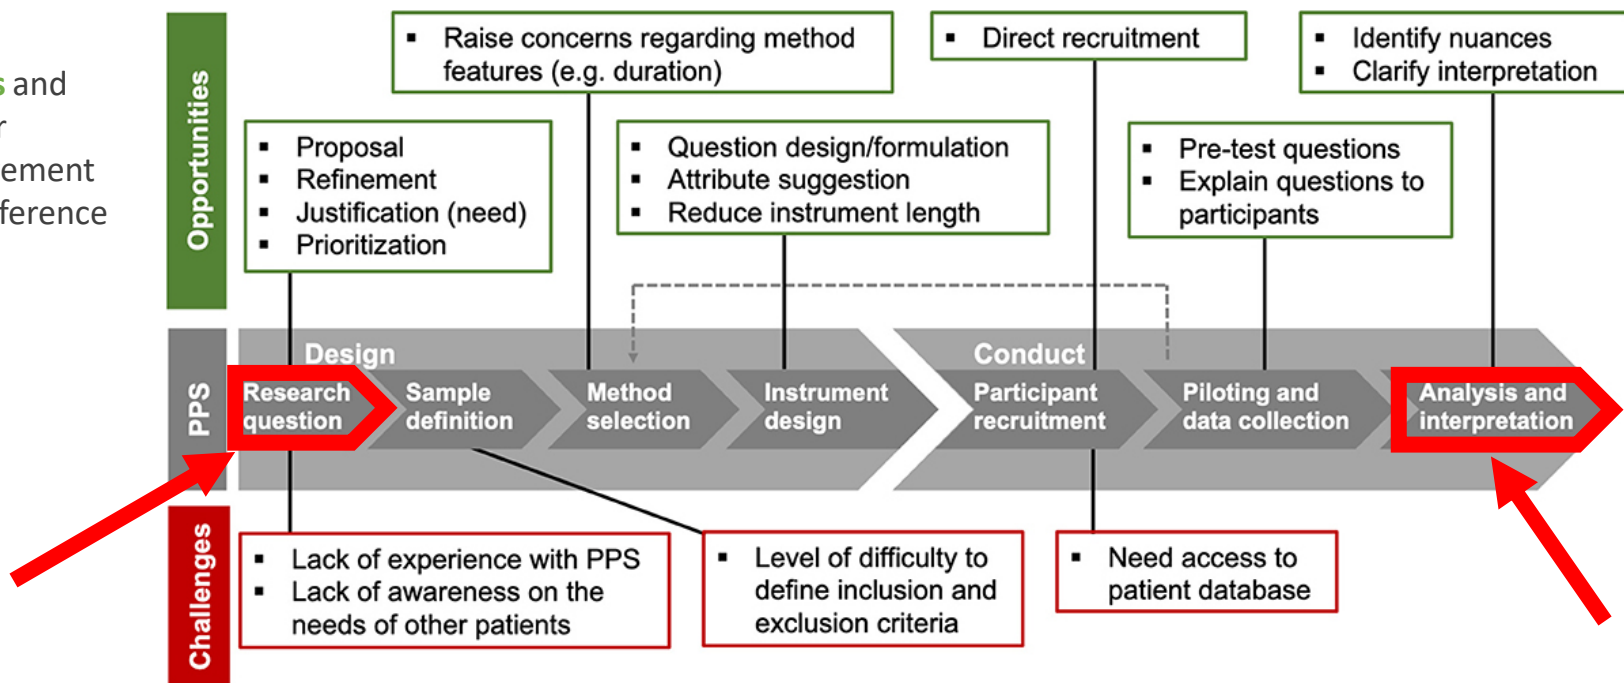 s and
r
ement
ference
Opportunities
▪ Raise concerns regarding method
features (e.g. duration)
▪ Direct recruitment
▪ Identify nuances
▪ Clarify interpretation
▪ Proposal
▪ Refinement
▪ Justification (need)
▪ Prioritization
▪ Question design/formulation
▪ Attribute suggestion
▪ Reduce instrument length
▪ Pre-test questions
▪ Explain questions to
participants
PPS
Design
Conduct
Research
question
Sample
definition
Method
selection
Instrument
design
Participant
recruitment
Piloting and
data collection
Analysis and
interpretation
Challenges
▪ Lack of experience with PPS
▪ Lack of awareness on the
needs of other patients
▪ Level of difficulty to
define inclusion and
exclusion criteria
▪ Need access to
patient database